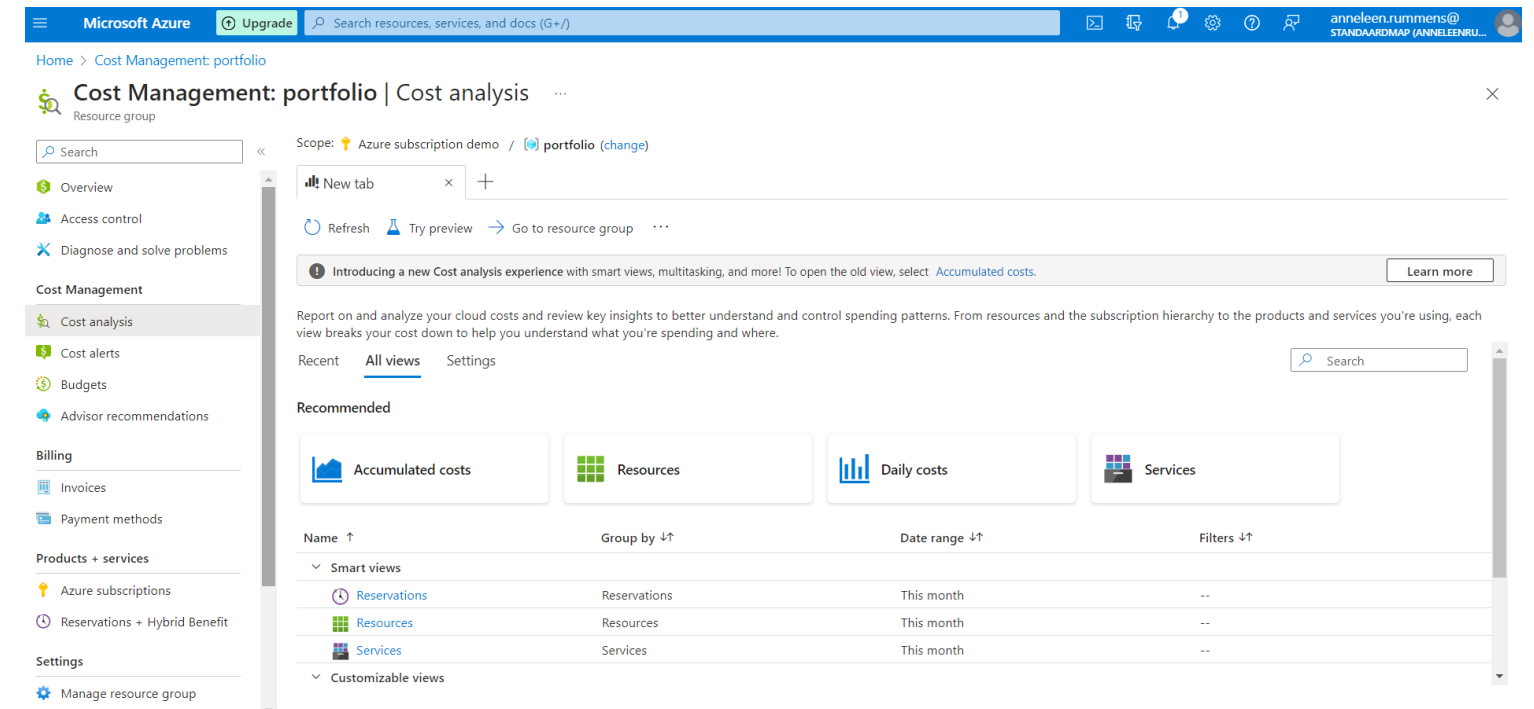 Microsoft Azure
Upgrade
Search resources, services, and docs (G+/)
1
anneleen.rummens@
STANDAARDMAP (ANNELEENRU...
Home > Cost Management: portfolio
Cost Management: portfolio | Cost analysis ...
Resource group
Search
«
Overview
Access control
Diagnose and solve problems
Cost Management
Cost analysis
Cost alerts
Budgets
Advisor recommendations
Billing
Invoices
Payment methods
Products + services
Azure subscriptions
Reservations + Hybrid Benefit
Settings
Manage resource group
Scope: Azure subscription demo / portfolio (change)
New tab
Refresh Try preview Go to resource group ...
Introducing a new Cost analysis experience with smart views, multitasking, and more! To open the old view, select Accumulated costs.
Learn more
Report on and analyze your cloud costs and review key insights to better understand and control spending patterns. From resources and the subscription hierarchy to the products and services you're using, each
view breaks your cost down to help you understand what you're spending and where.
Recent All views Settings
Search
Recommended
Accumulated costs Resources Daily costs Services
Name ↑ Group by ↓↑ Date range ↓↑ Filters ↓↑
Smart views
Reservations Reservations This month --
Resources Resources This month --
Services Services This month --
Customizable views